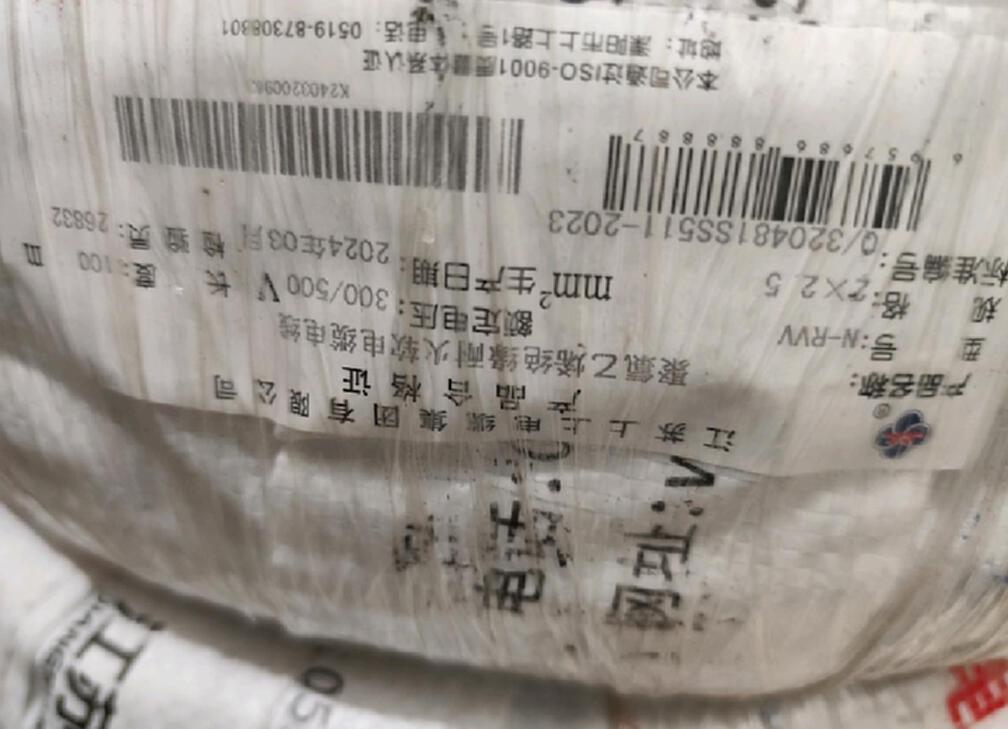 江苏上上电缆集团有限公司
产品合格证
产品名称: 聚氯乙烯绝缘耐火软电缆电线
型 号:N-RVV 额定电压:300/500 V
规 格: 2×2.5 mm² 生产日期: 2024年03月
长 度:100 m
标准编号: Q/320481SS511-2023 检验员: 26832
本公司通过ISO-9001质量体系认证
地址: 溧阳市上上路1号 电话: 0519-87308801
江苏
05
电